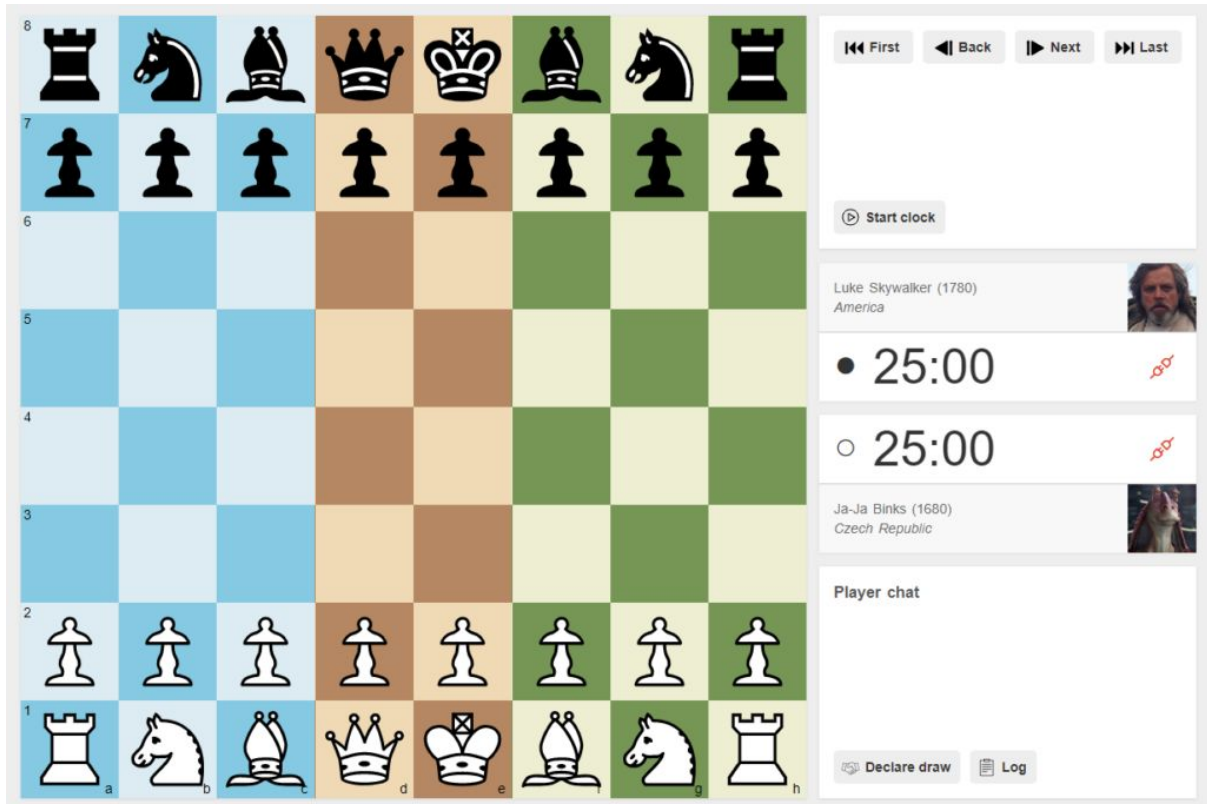 8
7
6
5
4
3
2
1
a b c d e f g h
First Back Next Last
Start clock
Luke Skywalker (1780)
America
25:00
25:00
Ja-Ja Binks (1680)
Czech Republic
Player chat
Declare draw Log